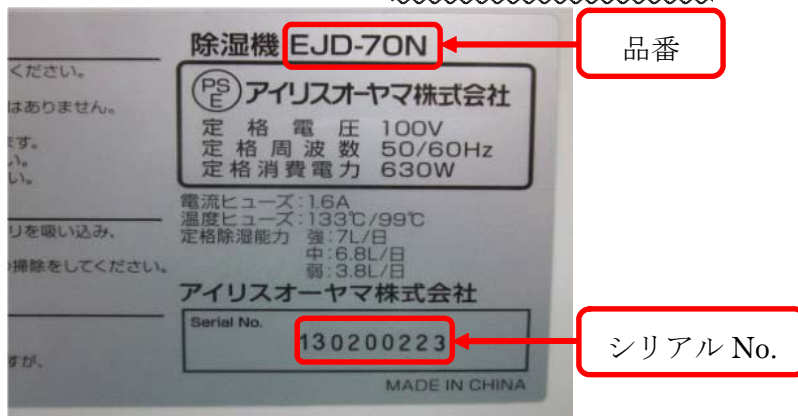 除湿機 EJD-70N
品番
ください。
はありません。
ます。
い。
い。
PS
E
アイリスオーヤマ株式会社
定格電圧 100V
定格周波数 50/60Hz
定格消費電力 630W
電流ヒューズ:1.6A
温度ヒューズ:133℃/99℃
定格除湿能力 強:7L/日
中:6.8L/日
弱:3.8L/日
リを吸い込み、
掃除をしてください。
アイリスオーヤマ株式会社
Serial No.
130200223
シリアル No.
すが、
MADE IN CHINA